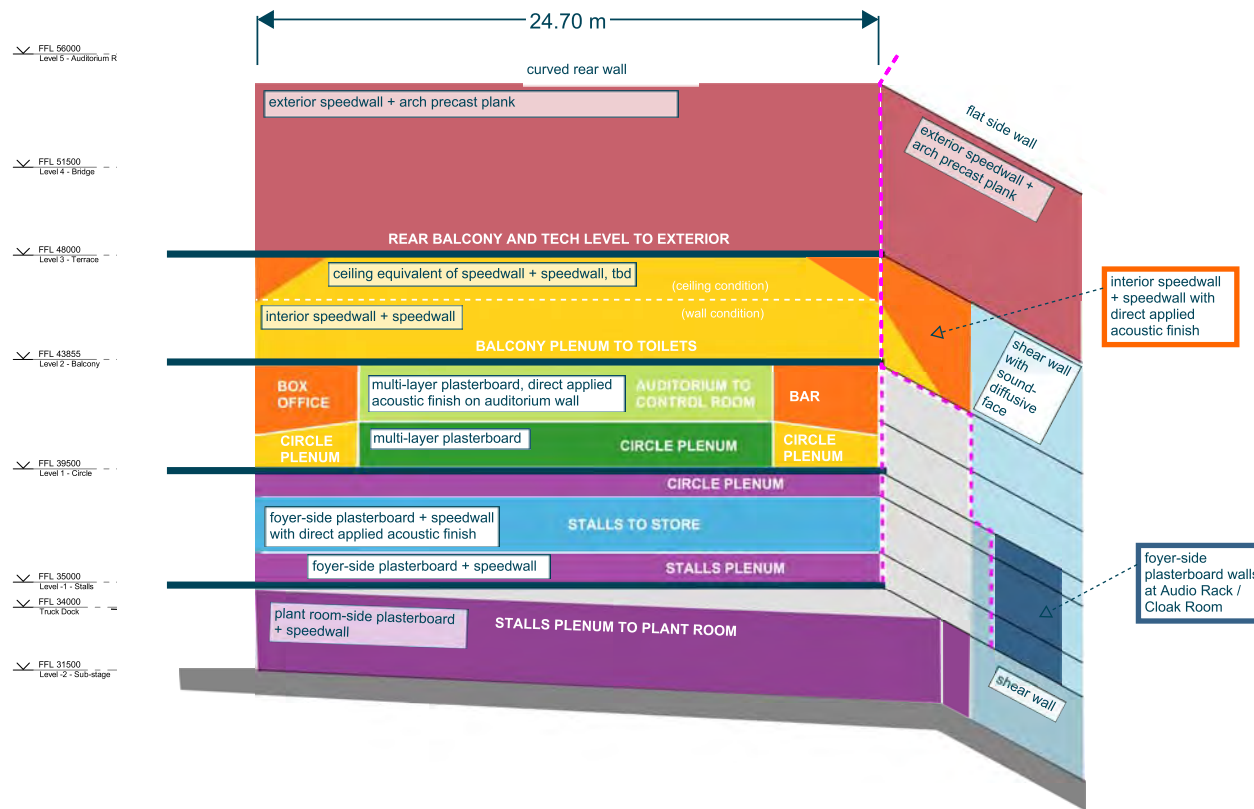 24.70 m
FFL 56000
Level 5 - Auditorium R
curved rear wall
exterior speedwall + arch precast plank
flat side wall
exterior speedwall +
arch precast plank
FFL 51500
Level 4 - Bridge
REAR BALCONY AND TECH LEVEL TO EXTERIOR
FFL 48000
Level 3 - Terrace
ceiling equivalent of speedwall + speedwall, tbd
(ceiling condition)
interior speedwall + speedwall
(wall condition)
interior speedwall
+ speedwall with
direct applied
acoustic finish
BALCONY PLENUM TO TOILETS
shear wall
with
sound-
diffusive
face
FFL 43855
Level 2 - Balcony
BOX
OFFICE
multi-layer plasterboard, direct applied
acoustic finish on auditorium wall
AUDITORIUM TO
CONTROL ROOM
BAR
CIRCLE
PLENUM
multi-layer plasterboard
CIRCLE PLENUM
CIRCLE
PLENUM
FFL 39500
Level 1 - Circle
CIRCLE PLENUM
foyer-side plasterboard + speedwall
with direct applied acoustic finish
STALLS TO STORE
foyer-side plasterboard + speedwall
STALLS PLENUM
foyer-side
plasterboard walls
at Audio Rack /
Cloak Room
FFL 35000
Level -1 - Stalls
FFL 34000
Truck Dock
plant room-side plasterboard
+ speedwall
STALLS PLENUM TO PLANT ROOM
FFL 31500
Level -2 - Sub-stage
shear wall